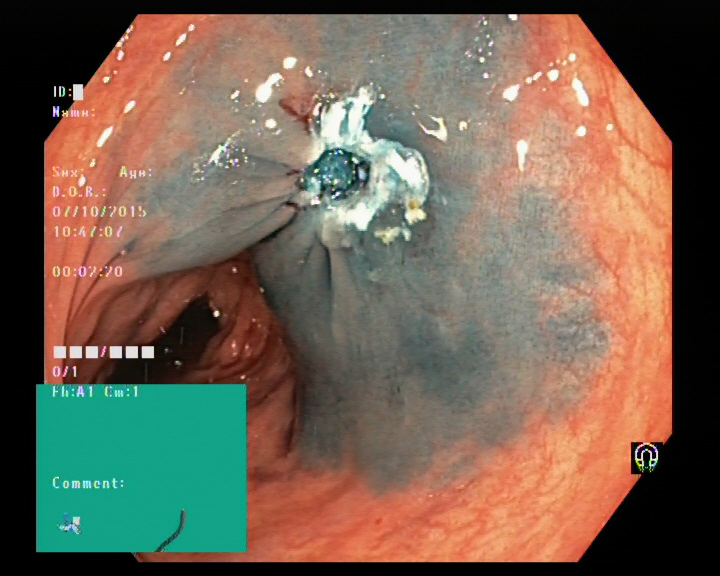 ID:
Name:
Sex: Age:
D.O.B.:
07/10/2015
10:47:07
00:02:20
/
0/1
Eh:A1 Cm:1
Comment: